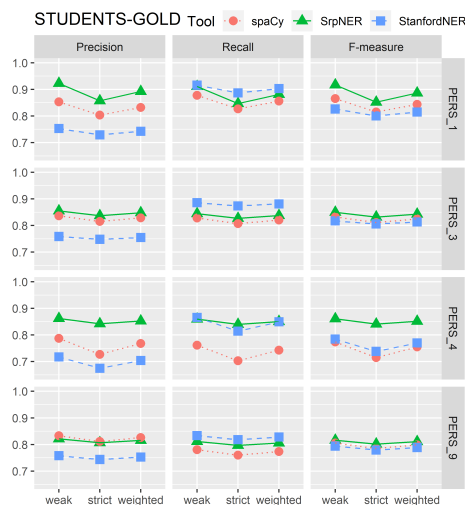 STUDENTS-GOLD Tool spaCy SrpNER StanfordNER
Precision Recall F-measure
1.0
0.9
0.8
0.7
PERS_1
1.0
0.9
0.8
0.7
PERS_3
1.0
0.9
0.8
0.7
PERS_4
1.0
0.9
0.8
0.7
PERS_9
weak strict weighted weak strict weighted weak strict weighted